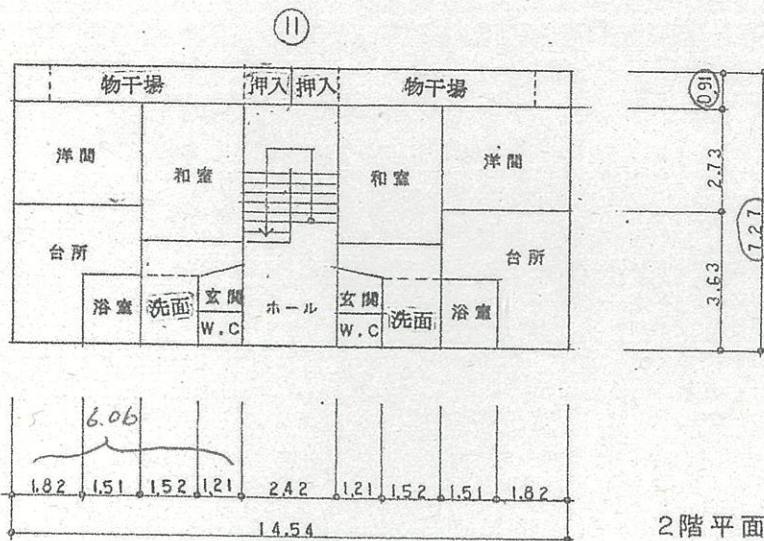 11
物干場 押入 押入 物干場
0.91
洋間 和室 和室 洋間
2.73
台所 台所
7.27
3.63
浴室 洗面 玄関 ホール 玄関 洗面 浴室
W.C W.C
6.06
1.82 1.51 1.52 1.21 2.42 1.21 1.52 1.51 1.82
14.54
2階平面